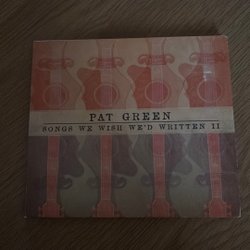 PAT GREEN
SONGS WE WISH WE'D WRITTEN II